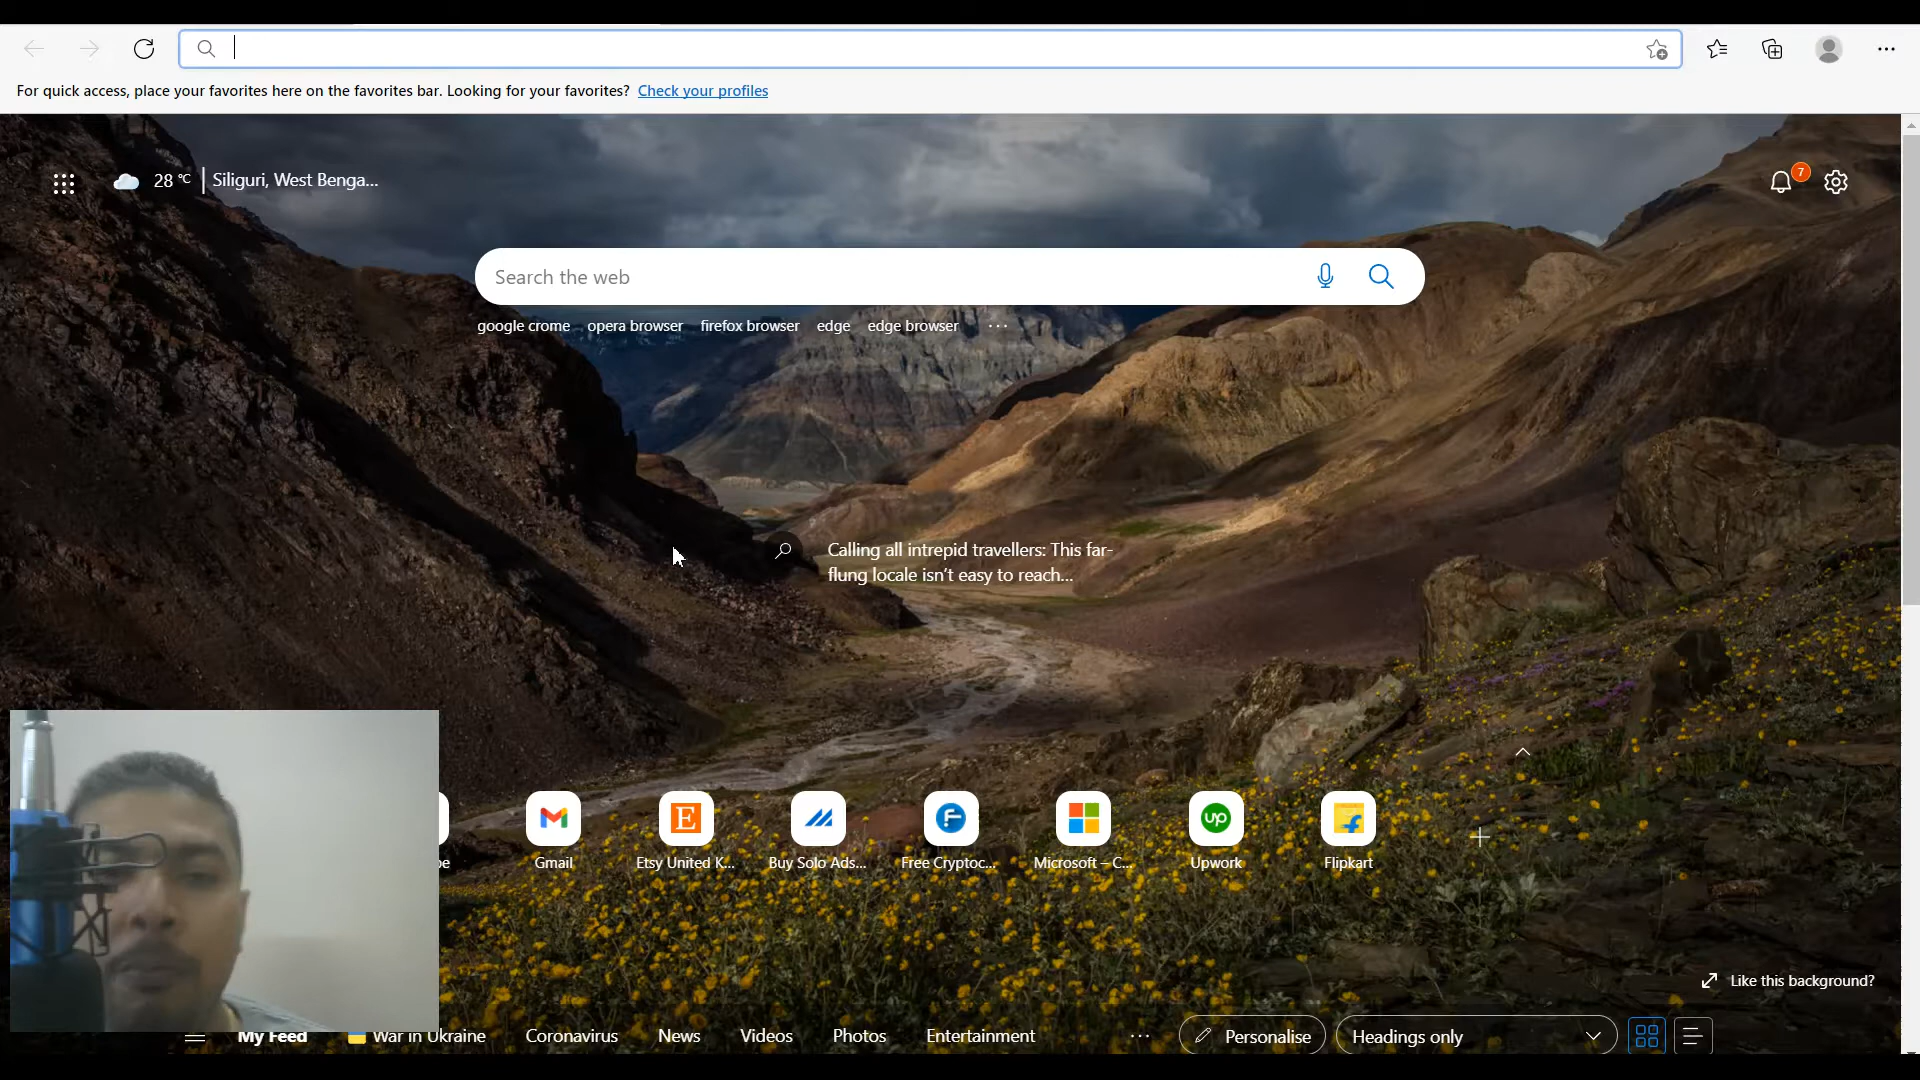 For quick access, place your favorites here on the favorites bar. Looking for your favorites? Check your profiles
28 °C Siliguri, West Benga...
7
Search the web
google crome opera browser firefox browser edge edge browser ...
Calling all intrepid travellers: This far-
flung locale isn't easy to reach...
be Gmail Etsy United K... Buy Solo Ads... Free Cryptoc... Microsoft – C... Upwork Flipkart
Like this background?
My Feed War in Ukraine Coronavirus News Videos Photos Entertainment ... Personalise Headings only